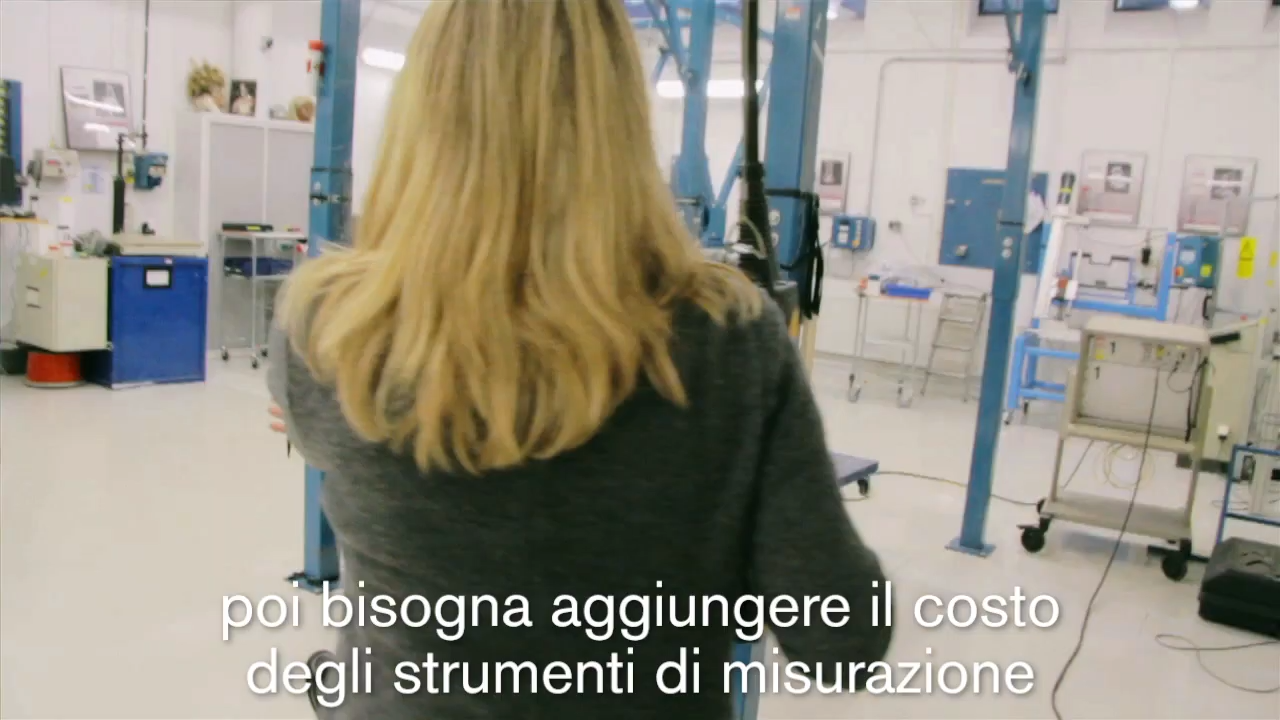 poi bisogna aggiungere il costo
degli strumenti di misurazione